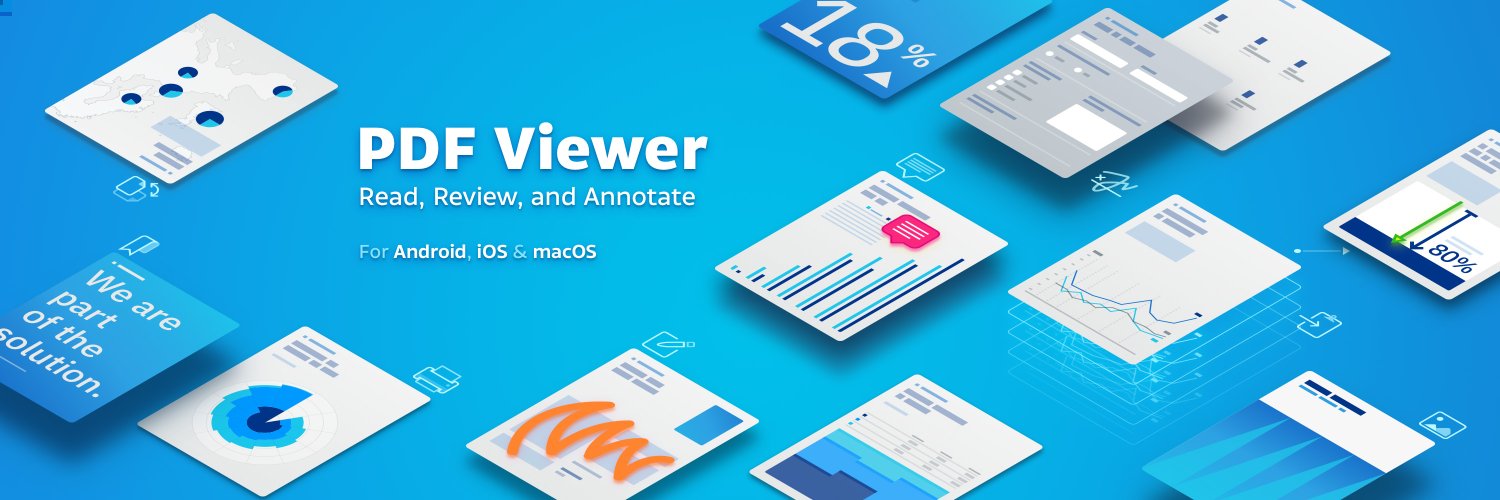 18%
PDF Viewer
Read, Review, and Annotate
For Android, iOS & macOS
80%
We are
part
of the
solution.